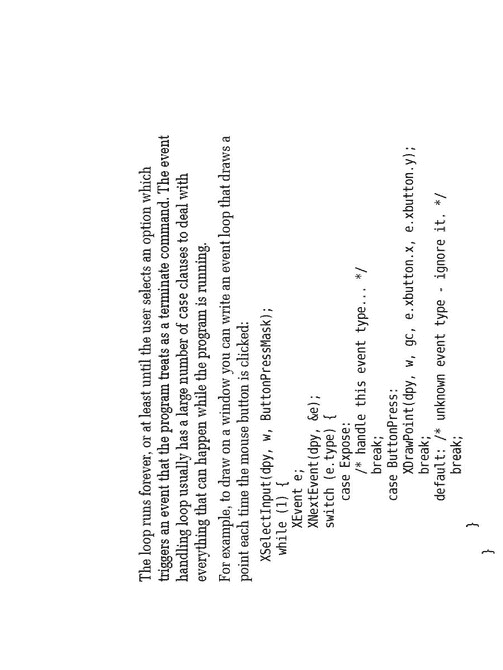 The loop runs forever, or at least until the user selects an option which
triggers an event that the program treats as a terminate command. The event
handling loop usually has a large number of case clauses to deal with
everything that can happen while the program is running.
For example, to draw on a window you can write an event loop that draws a
point each time the mouse button is clicked:
XSelectInput(dpy, w, ButtonPressMask);
while (1) {
XEvent e;
XNextEvent(dpy, &e);
switch (e.type) {
case Expose:
/* handle this event type... */
break;
case ButtonPress:
XDrawPoint(dpy, w, gc, e.xbutton.x, e.xbutton.y);
break;
default: /* unknown event type - ignore it. */
break;
}
}